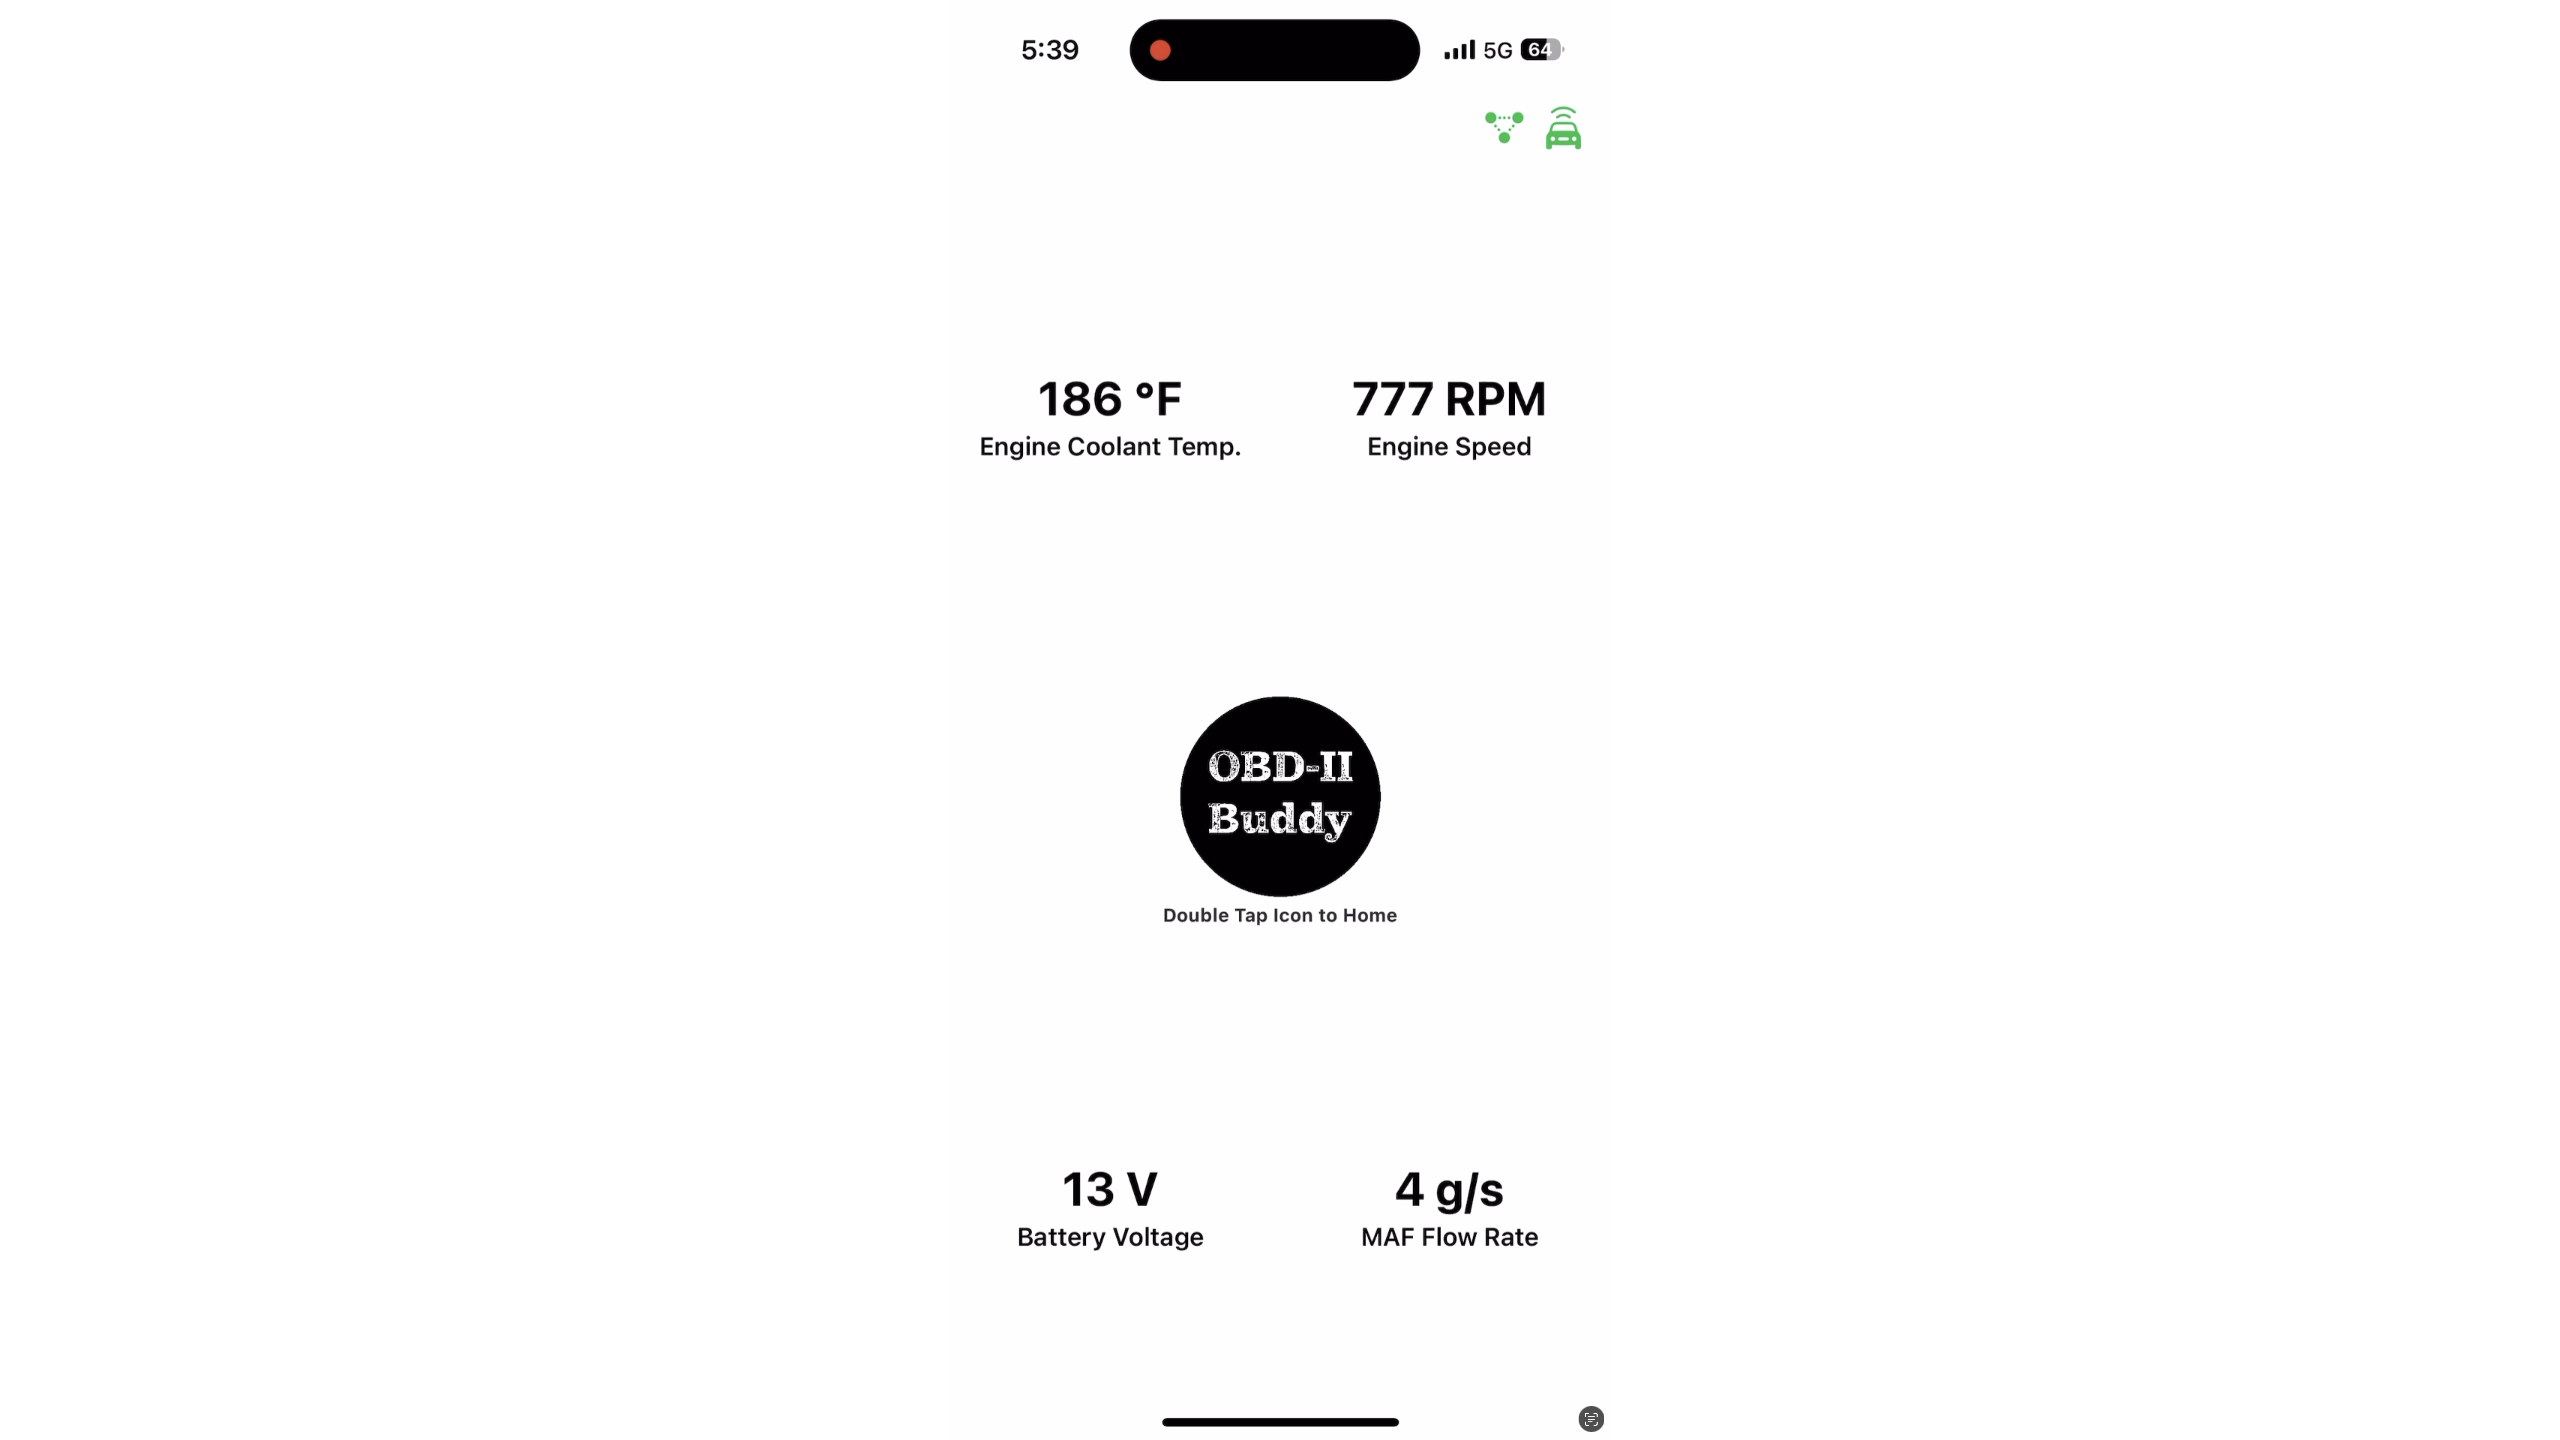 5:39
5G 64
186 °F
Engine Coolant Temp.
777 RPM
Engine Speed
OBD-II
Buddy
Double Tap Icon to Home
13 V
Battery Voltage
4 g/s
MAF Flow Rate